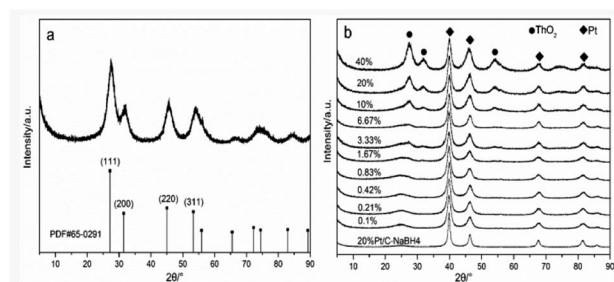 a
Intensity/a.u.
(111)
(200)
(220)
(311)
PDF#65-0291
10 20 30 40 50 60 70 80 90
2θ/°
b
ThO2 Pt
Intensity/a.u.
40%
20%
10%
6.67%
3.33%
1.67%
0.83%
0.42%
0.21%
0.1%
20%Pt/C-NaBH4
10 20 30 40 50 60 70 80 90
2θ/°